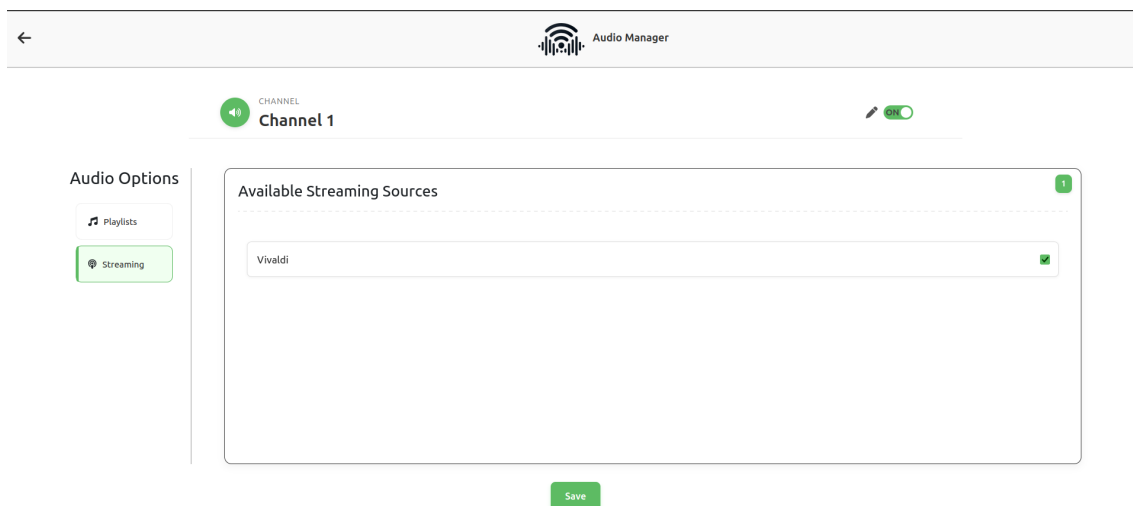 Audio Manager
CHANNEL
Channel 1
ON
Audio Options
Playlists
Streaming
Available Streaming Sources
1
Vivaldi
Save